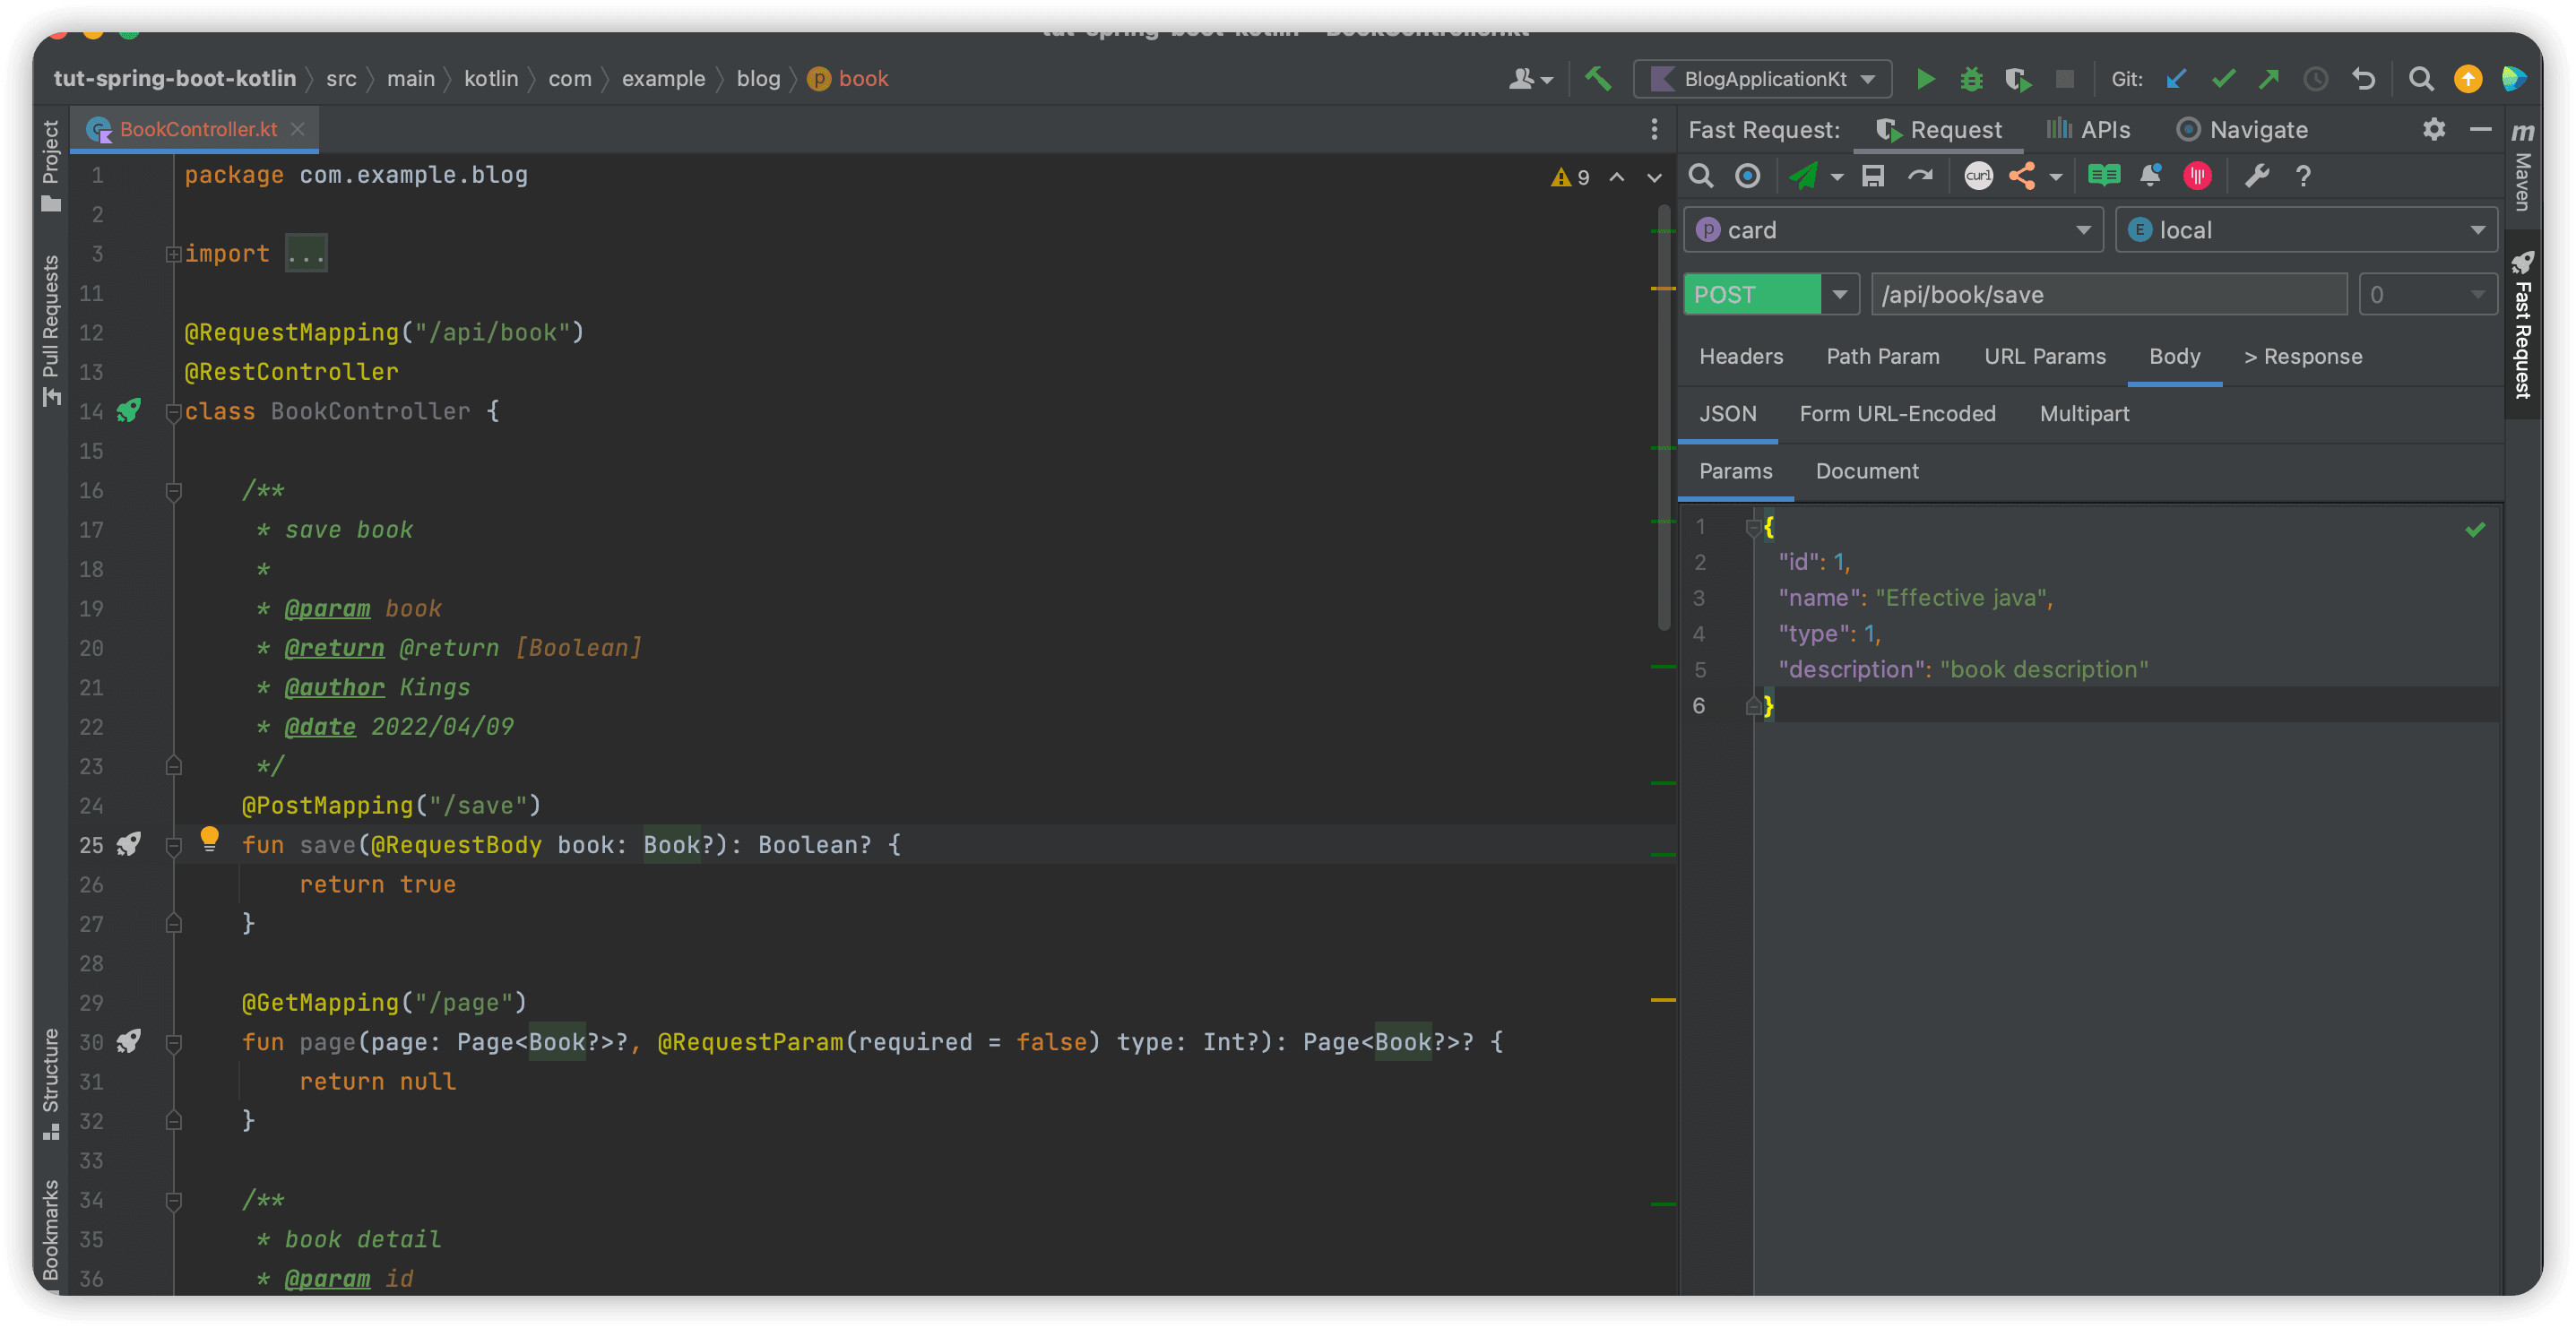 tut-spring-boot-kotlin – BookController.kt
tut-spring-boot-kotlin src main kotlin com example blog p book
BlogApplicationKt
Git:
Project
Pull Requests
Structure
Bookmarks
BookController.kt
9
1 package com.example.blog
2
3 import ...
11
12 @RequestMapping("/api/book")
13 @RestController
14 class BookController {
15
16 /**
17 * save book
18 *
19 * @param book
20 * @return @return [Boolean]
21 * @author Kings
22 * @date 2022/04/09
23 */
24 @PostMapping("/save")
25 fun save(@RequestBody book: Book?): Boolean? {
26 return true
27 }
28
29 @GetMapping("/page")
30 fun page(page: Page<Book?>?, @RequestParam(required = false) type: Int?): Page<Book?>? {
31 return null
32 }
33
34 /**
35 * book detail
36 * @param id
Fast Request: Request APIs Navigate
curl
p card E local
POST /api/book/save 0
Headers Path Param URL Params Body > Response
JSON Form URL-Encoded Multipart
Params Document
1 {
2 "id": 1,
3 "name": "Effective java",
4 "type": 1,
5 "description": "book description"
6 }
m Maven
Fast Request